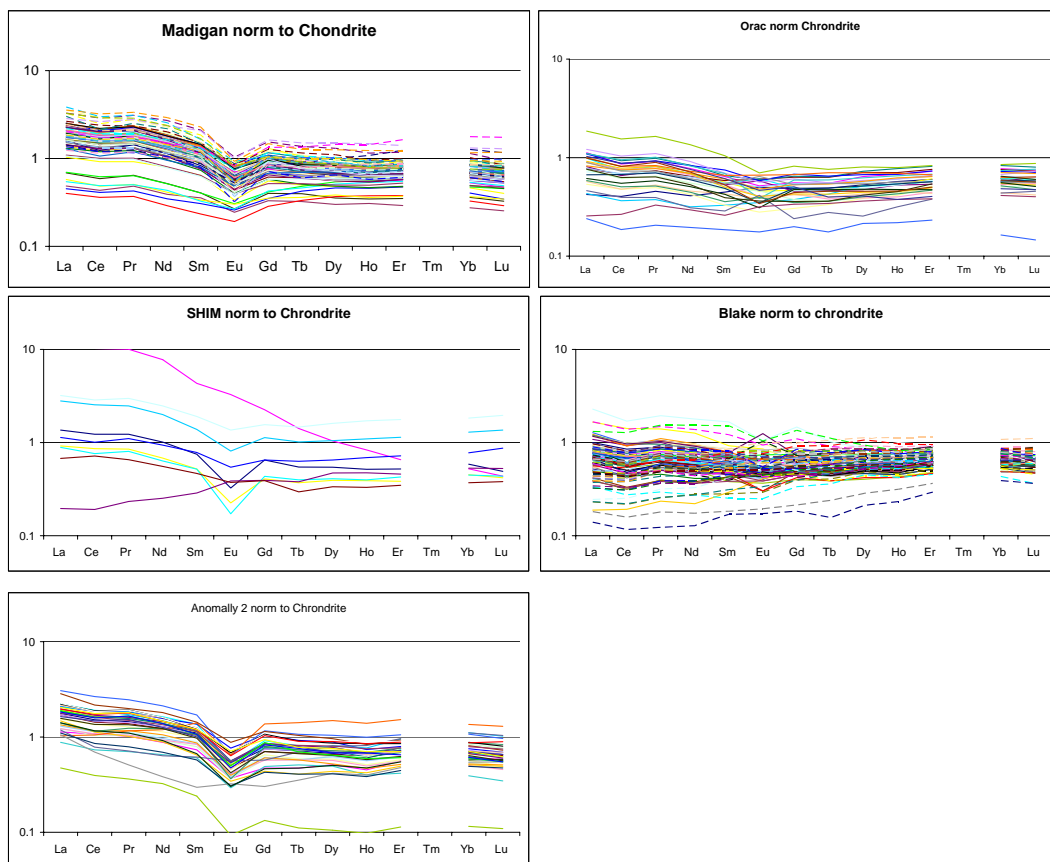 Madigan norm to Chondrite
10
1
0.1
La Ce Pr Nd Sm Eu Gd Tb Dy Ho Er Tm Yb Lu
Orac norm Chrondrite
10
1
0.1
La Ce Pr Nd Sm Eu Gd Tb Dy Ho Er Tm Yb Lu
SHIM norm to Chrondrite
10
1
0.1
La Ce Pr Nd Sm Eu Gd Tb Dy Ho Er Tm Yb Lu
Blake norm to chrondrite
10
1
0.1
La Ce Pr Nd Sm Eu Gd Tb Dy Ho Er Tm Yb Lu
Anomally 2 norm to Chrondrite
10
1
0.1
La Ce Pr Nd Sm Eu Gd Tb Dy Ho Er Tm Yb Lu